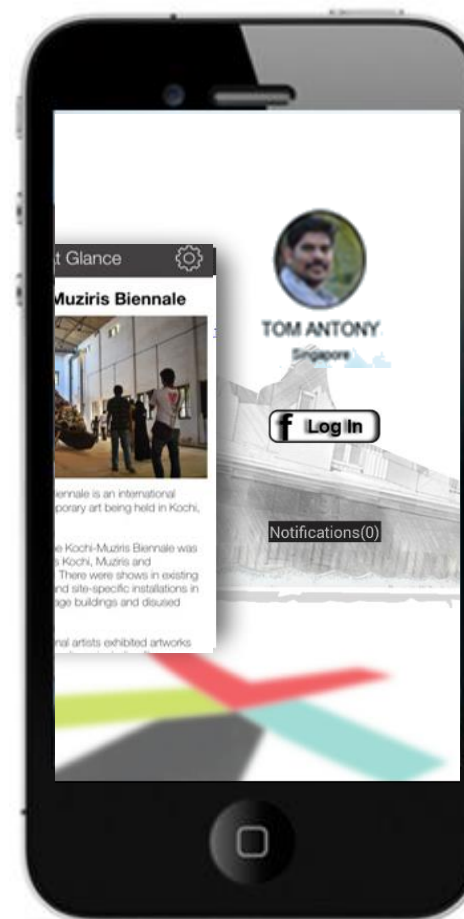 t Glance
Muziris Biennale
iennale is an international
porary art being held in Kochi,
e Kochi-Muziris Biennale was
s Kochi, Muziris and
There were shows in existing
nd site-specific installations in
age buildings and disused
nal artists exhibited artworks
TOM ANTONY
Singapore
f Log In
Notifications(0)